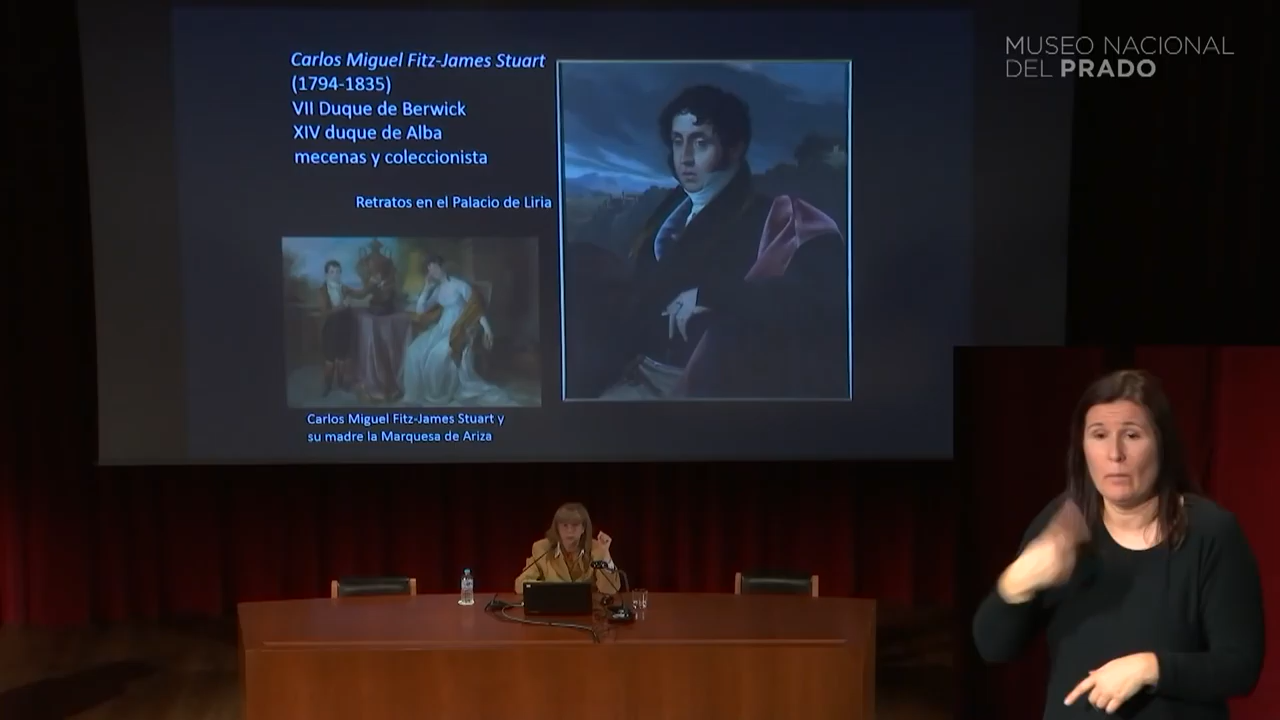 Carlos Miguel Fitz-James Stuart
(1794-1835)
VII Duque de Berwick
XIV duque de Alba
mecenas y coleccionista
Retratos en el Palacio de Liria
Carlos Miguel Fitz-James Stuart y
su madre la Marquesa de Ariza
MUSEO NACIONAL
DEL PRADO